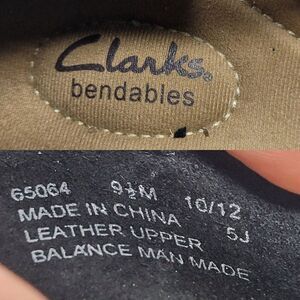 Clarks.
bendables
65064 9½M 10/12
MADE IN CHINA 5J
LEATHER UPPER
BALANCE MAN MADE